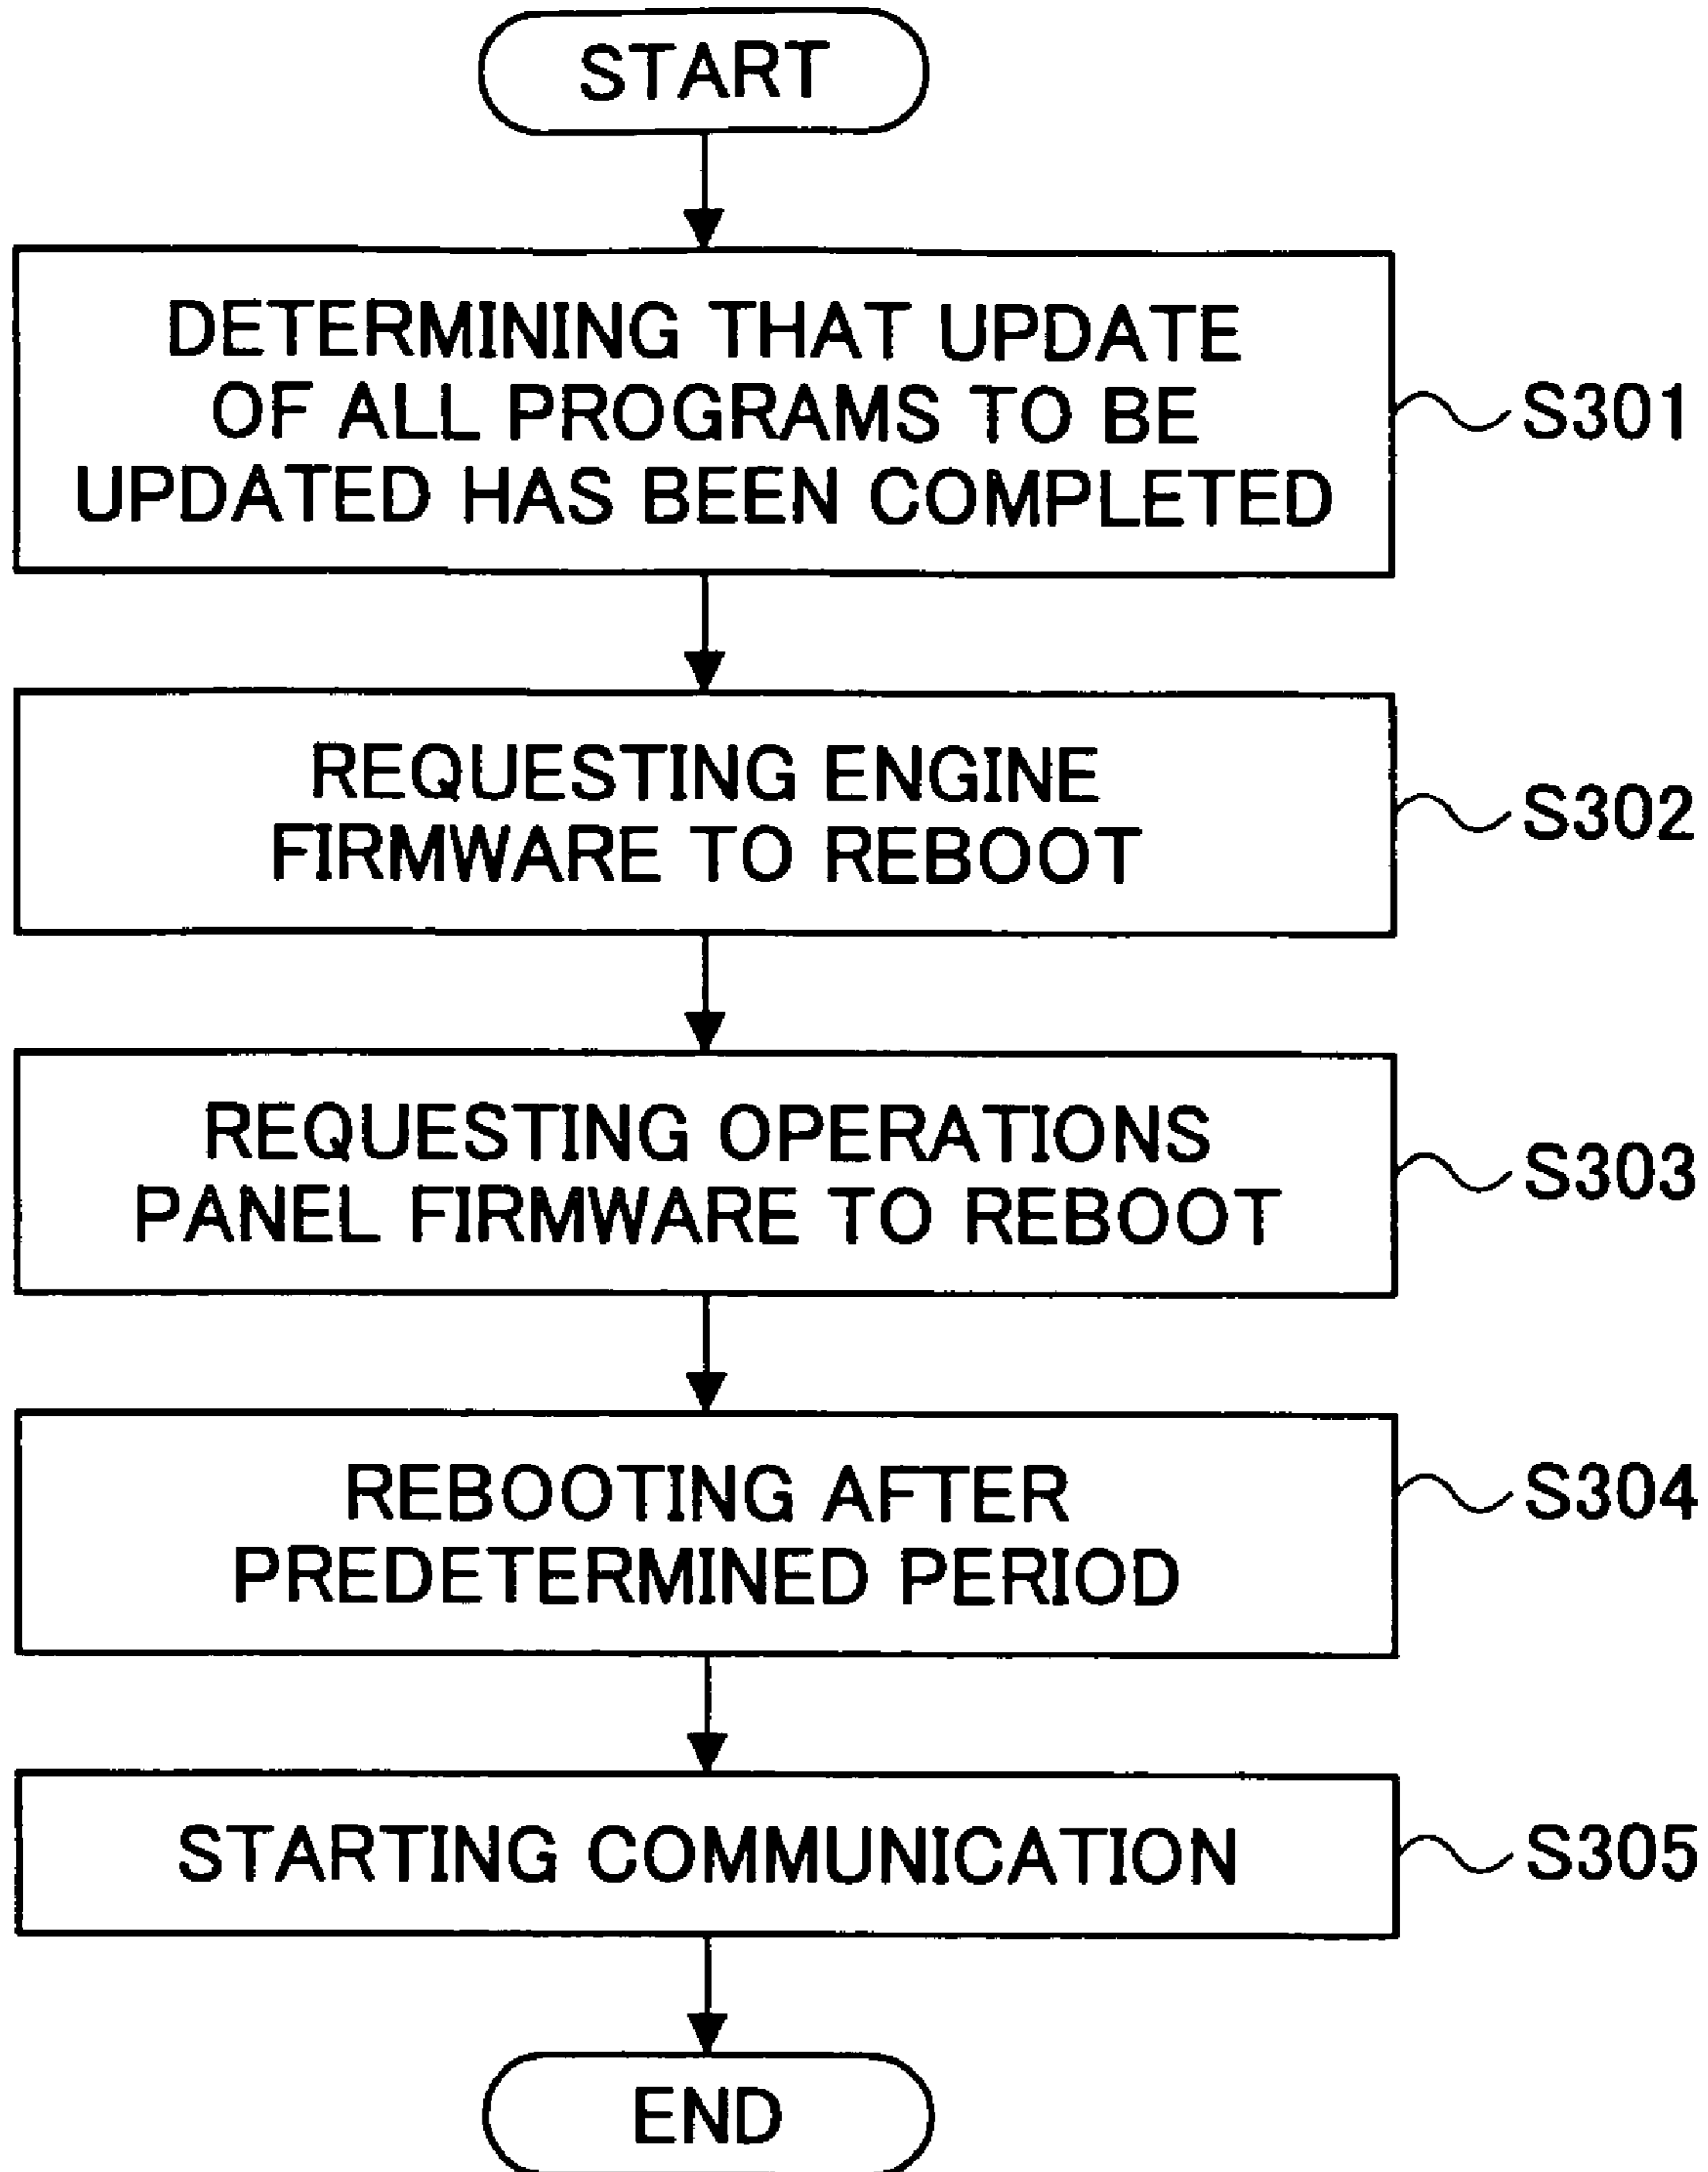 START
DETERMINING THAT UPDATE
OF ALL PROGRAMS TO BE
UPDATED HAS BEEN COMPLETED
S301
REQUESTING ENGINE
FIRMWARE TO REBOOT
S302
REQUESTING OPERATIONS
PANEL FIRMWARE TO REBOOT
S303
REBOOTING AFTER
PREDETERMINED PERIOD
S304
STARTING COMMUNICATION
S305
END